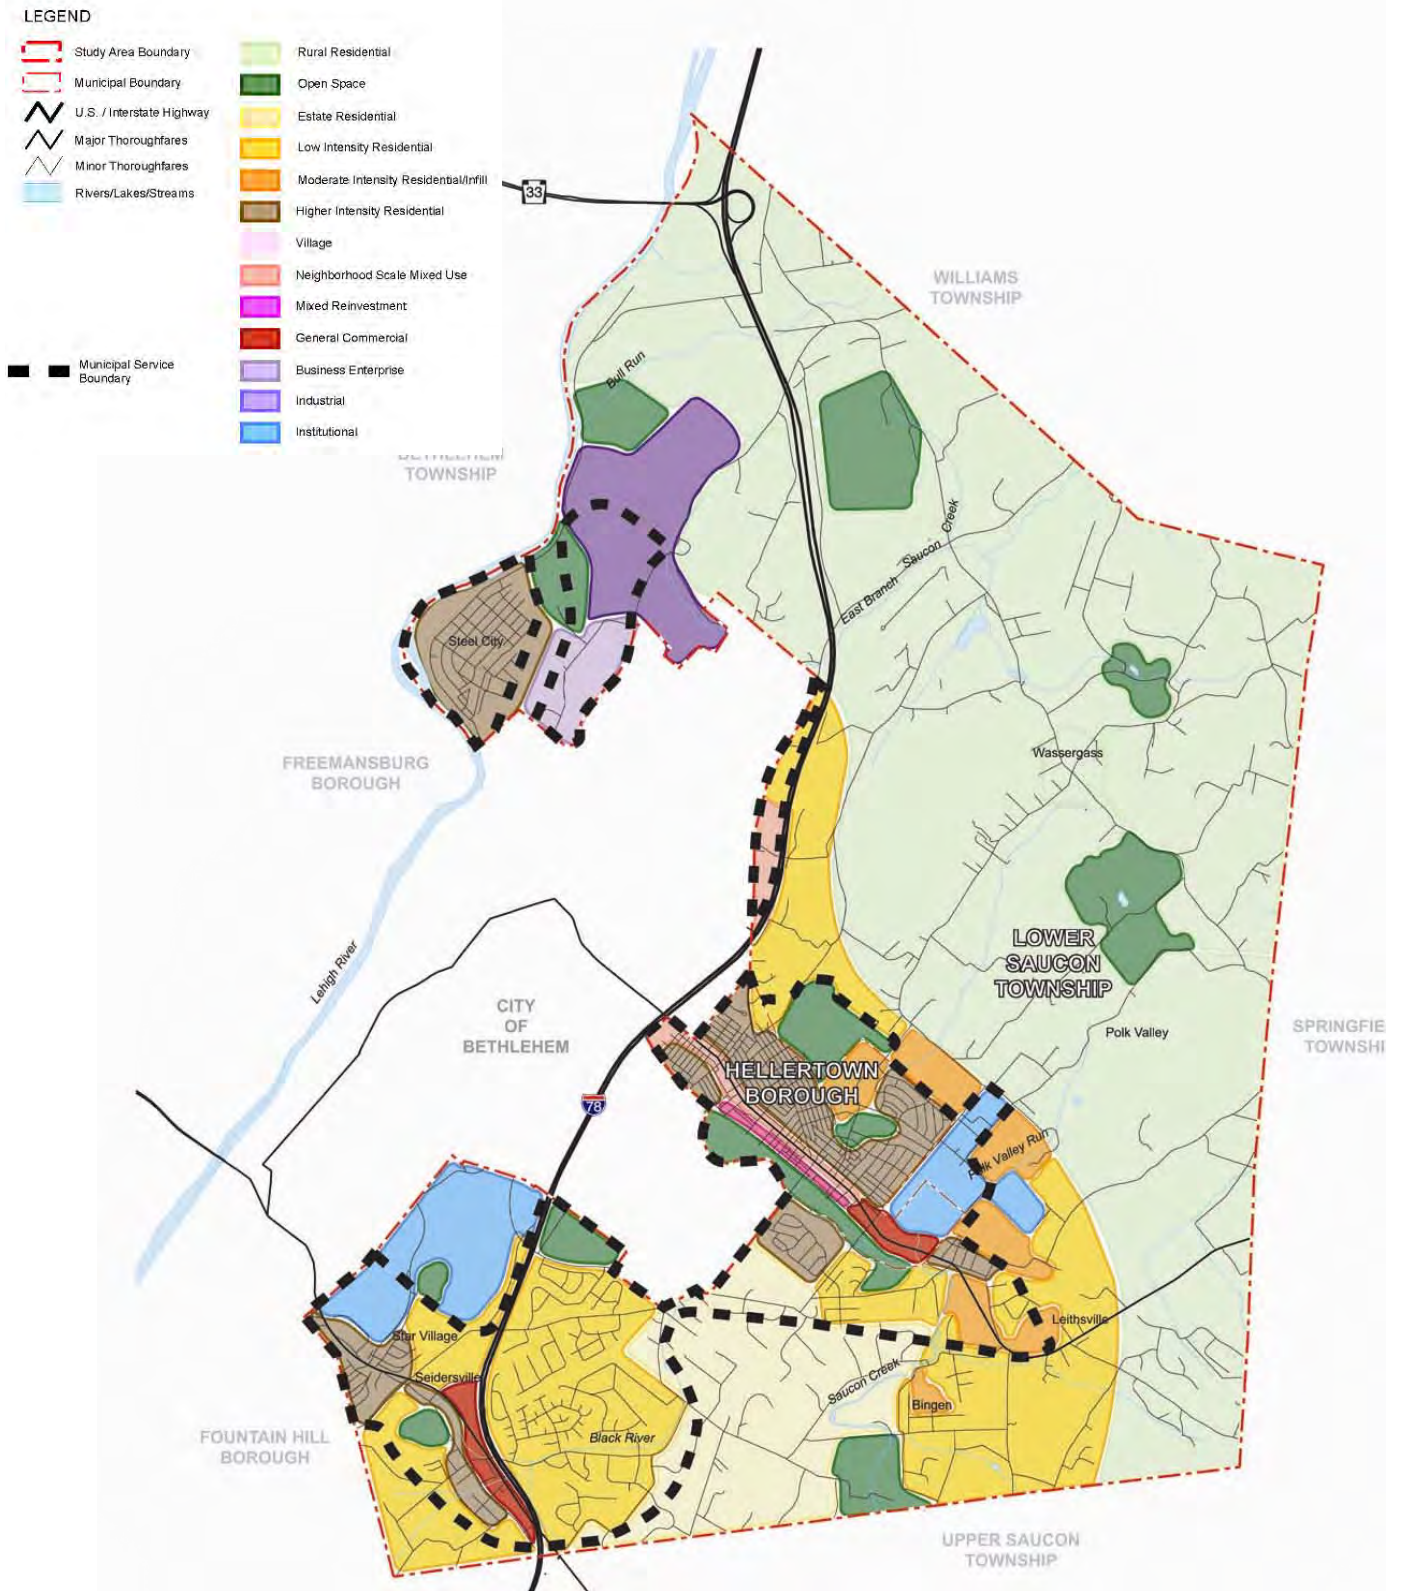 LEGEND
Study Area Boundary
Municipal Boundary
U.S. / Interstate Highway
Major Thoroughfares
Minor Thoroughfares
Rivers/Lakes/Streams
Municipal Service
Boundary
Rural Residential
Open Space
Estate Residential
Low Intensity Residential
Moderate Intensity Residential/Infill
Higher Intensity Residential
Village
Neighborhood Scale Mixed Use
Mixed Reinvestment
General Commercial
Business Enterprise
Industrial
Institutional
33
WILLIAMS
TOWNSHIP
Bull Run
BETHLEHEM
TOWNSHIP
East Branch Saucon Creek
Steel City
Wassergass
FREEMANSBURG
BOROUGH
LOWER
SAUCON
TOWNSHIP
Lehigh River
CITY
OF
BETHLEHEM
Polk Valley
SPRINGFIE
TOWNSHI
HELLERTOWN
BOROUGH
78
Polk Valley Run
Leithsville
Star Village
Seidersville
Saucon Creek
Bingen
FOUNTAIN HILL
BOROUGH
Black River
UPPER SAUCON
TOWNSHIP